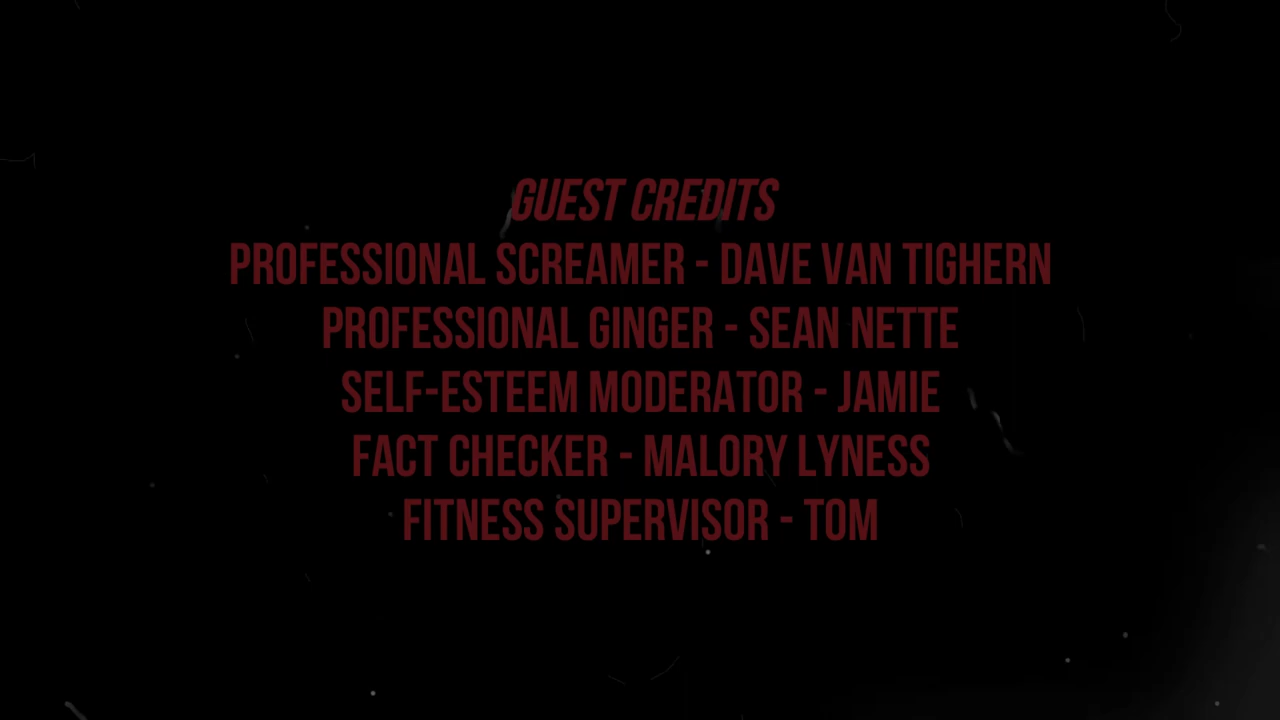 GUEST CREDITS
PROFESSIONAL SCREAMER - DAVE VAN TIGHERN
PROFESSIONAL GINGER - SEAN NETTE
SELF-ESTEEM MODERATOR - JAMIE
FACT CHECKER - MALORY LYNESS
FITNESS SUPERVISOR - TOM